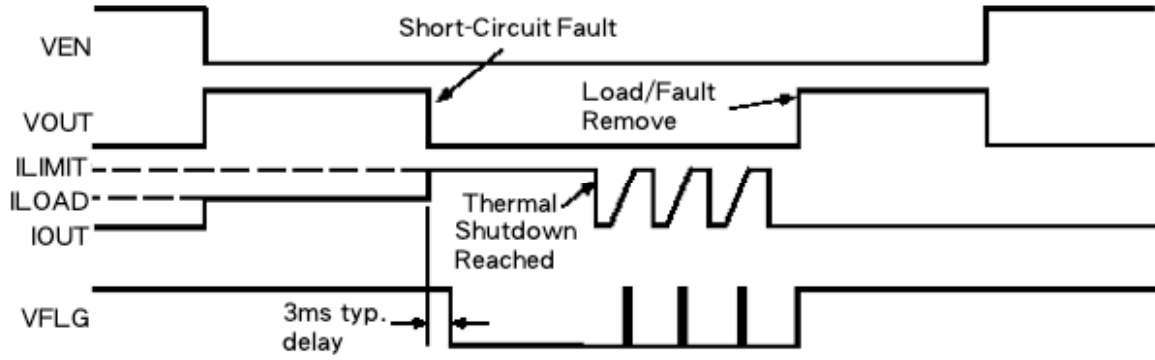 VEN
Short-Circuit Fault
VOUT
Load/Fault
Remove
ILIMIT
ILOAD
IOUT
Thermal
Shutdown
Reached
VFLG
3ms typ.
delay